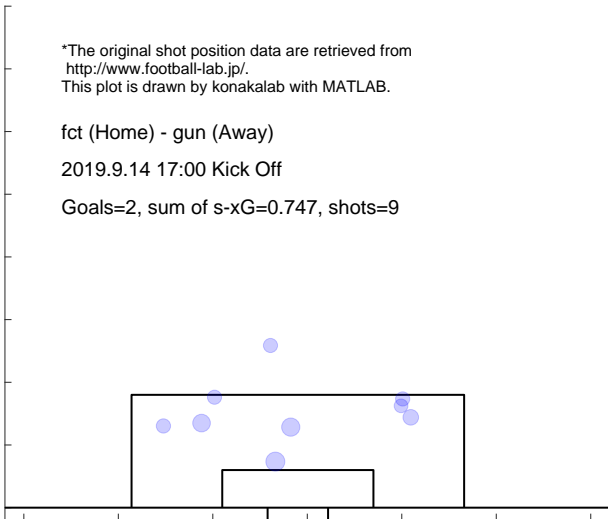 *The original shot position data are retrieved from
http://www.football-lab.jp/.
This plot is drawn by konakalab with MATLAB.
fct (Home) - gun (Away)
2019.9.14 17:00 Kick Off
Goals=2, sum of s-xG=0.747, shots=9